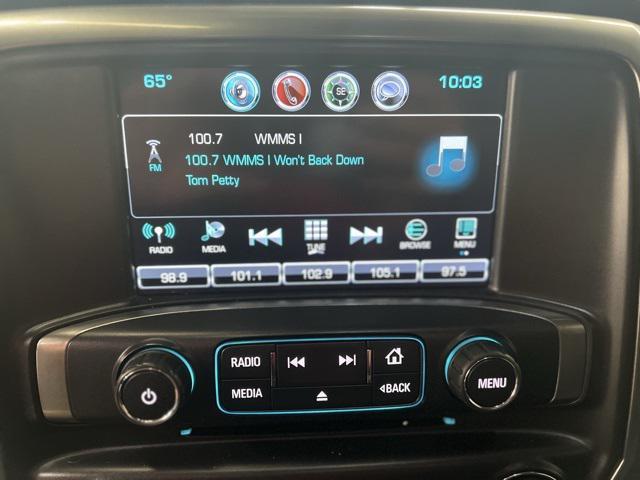 65° 10:03
SE
100.7 WMMS I
FM
100.7 WMMS I Won't Back Down
Tom Petty
RADIO MEDIA TUNE BROWSE MENU
98.9 101.1 102.9 105.1 97.5
RADIO
MEDIA BACK
MENU